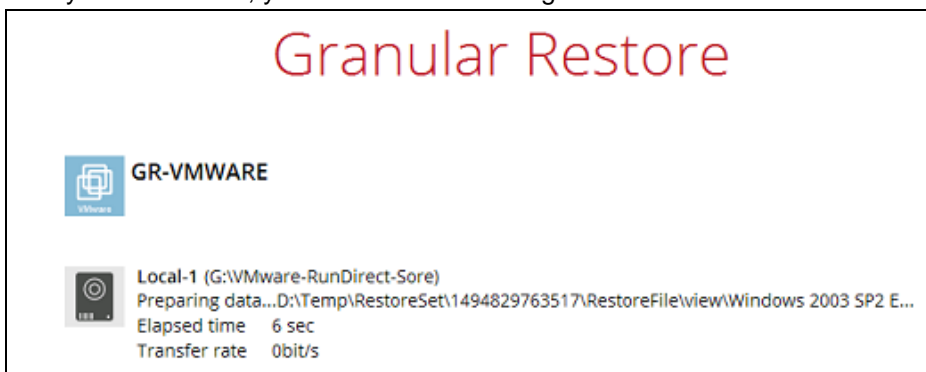 Granular Restore
GR-VMWARE
VMware
Local-1 (G:\VMware-RunDirect-Sore)
Preparing data...D:\Temp\RestoreSet\1494829763517\RestoreFile\view\Windows 2003 SP2 E...
Elapsed time 6 sec
Transfer rate 0bit/s